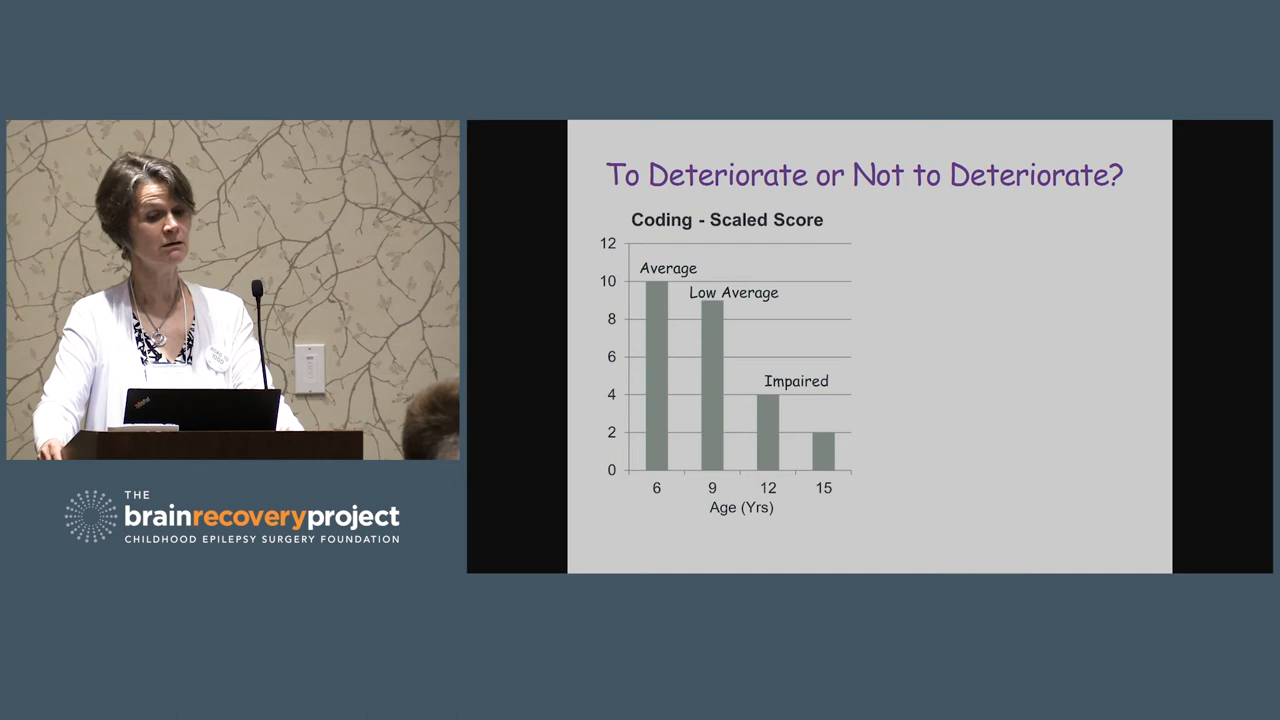 To Deteriorate or Not to Deteriorate?
Coding - Scaled Score
12
10
8
6
4
2
0
Average
Low Average
Impaired
6 9 12 15
Age (Yrs)
THE
brainrecoveryproject
CHILDHOOD EPILEPSY SURGERY FOUNDATION